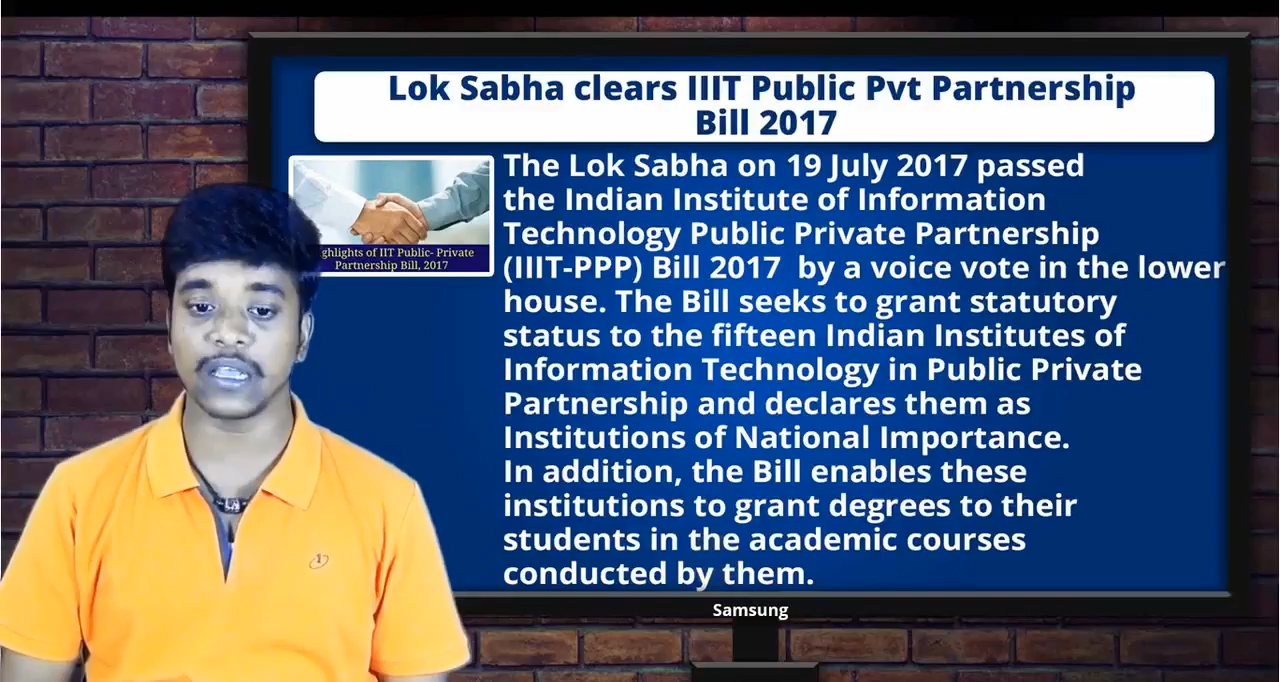 Lok Sabha clears IIIT Public Pvt Partnership
Bill 2017
The Lok Sabha on 19 July 2017 passed
the Indian Institute of Information
Technology Public Private Partnership
(IIIT-PPP) Bill 2017 by a voice vote in the lower
house. The Bill seeks to grant statutory
status to the fifteen Indian Institutes of
Information Technology in Public Private
Partnership and declares them as
Institutions of National Importance.
In addition, the Bill enables these
institutions to grant degrees to their
students in the academic courses
conducted by them.
ghlights of IIT Public- Private
Partnership Bill, 2017
Samsung